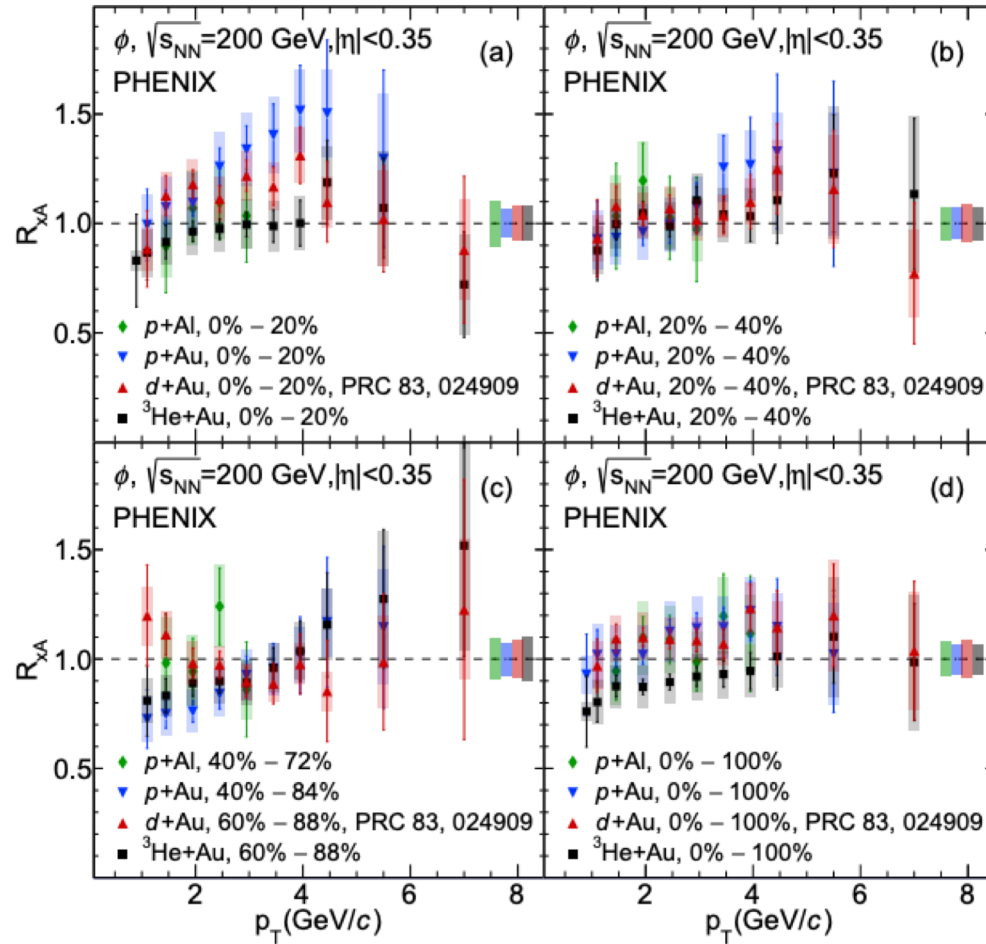 ϕ, √sNN=200 GeV,|η|<0.35
(a)
PHENIX
1.5
1.0
0.5
RxA
p+Al, 0% – 20%
p+Au, 0% – 20%
d+Au, 0% – 20%, PRC 83, 024909
3He+Au, 0% – 20%
ϕ, √sNN=200 GeV,|η|<0.35
(b)
PHENIX
p+Al, 20% – 40%
p+Au, 20% – 40%
d+Au, 20% – 40%, PRC 83, 024909
3He+Au, 20% – 40%
ϕ, √sNN=200 GeV,|η|<0.35
(c)
PHENIX
1.5
1.0
0.5
RxA
p+Al, 40% – 72%
p+Au, 40% – 84%
d+Au, 60% – 88%, PRC 83, 024909
3He+Au, 60% – 88%
2 4 6 8
pT(GeV/c)
ϕ, √sNN=200 GeV,|η|<0.35
(d)
PHENIX
p+Al, 0% – 100%
p+Au, 0% – 100%
d+Au, 0% – 100%, PRC 83, 024909
3He+Au, 0% – 100%
2 4 6 8
pT(GeV/c)